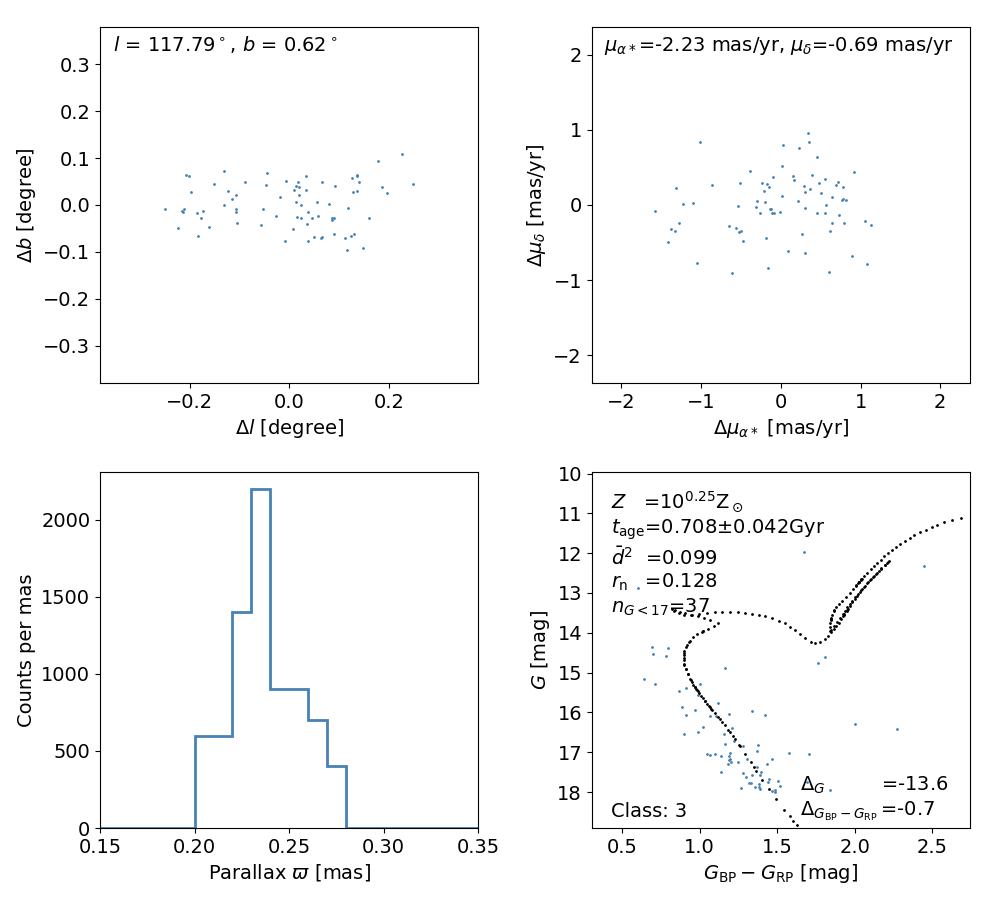 l = 117.79°, b = 0.62°
0.3
0.2
0.1
0.0
−0.1
−0.2
−0.3
Δb [degree]
−0.2 0.0 0.2
Δl [degree]
μα∗=-2.23 mas/yr, μδ=-0.69 mas/yr
2
1
0
−1
−2
Δμδ [mas/yr]
−2 −1 0 1 2
Δμα∗ [mas/yr]
2000
1500
1000
500
0
Counts per mas
0.15 0.20 0.25 0.30 0.35
Parallax ϖ [mas]
10
11
12
13
14
15
16
17
18
G [mag]
Z =10^0.25 Z⊙
t_age=0.708±0.042Gyr
d̄² =0.099
r_n =0.128
n_G<17=37
Δ_G =-13.6
Δ_GBP−GRP =-0.7
Class: 3
0.5 1.0 1.5 2.0 2.5
G_BP − G_RP [mag]